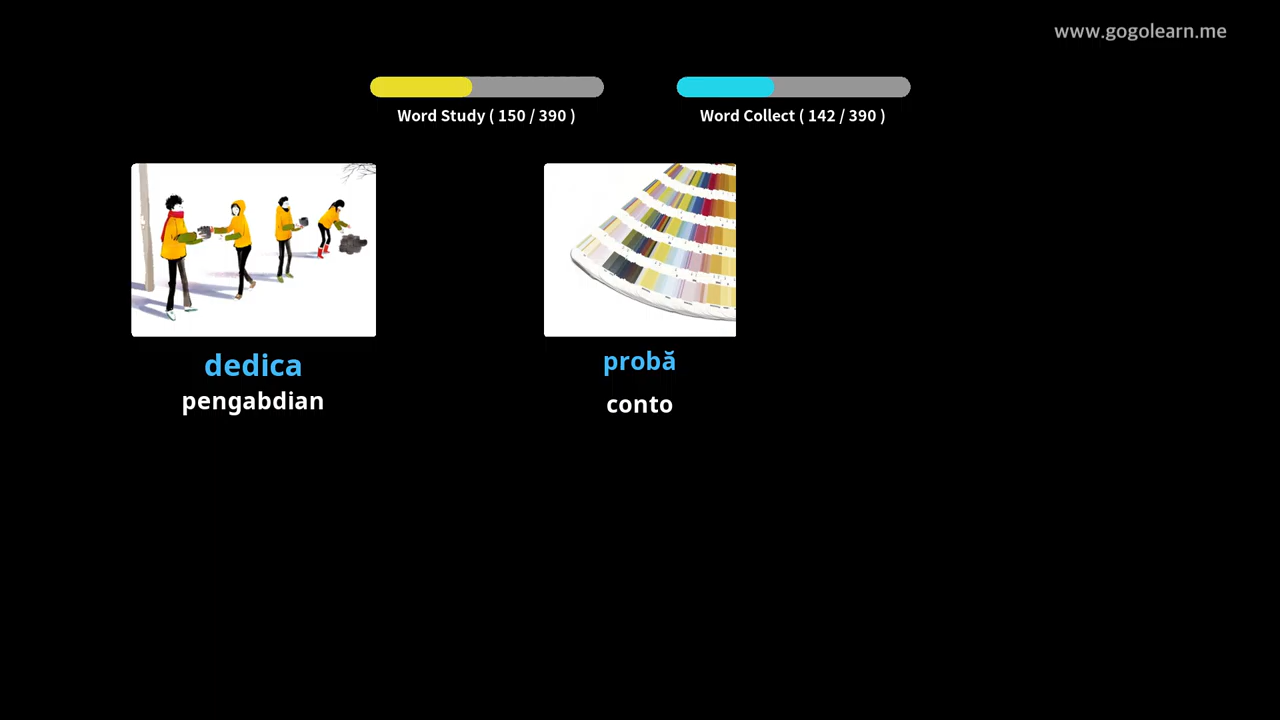 www.gogolearn.me
Word Study ( 150 / 390 )
Word Collect ( 142 / 390 )
dedica
pengabdian
probă
conto